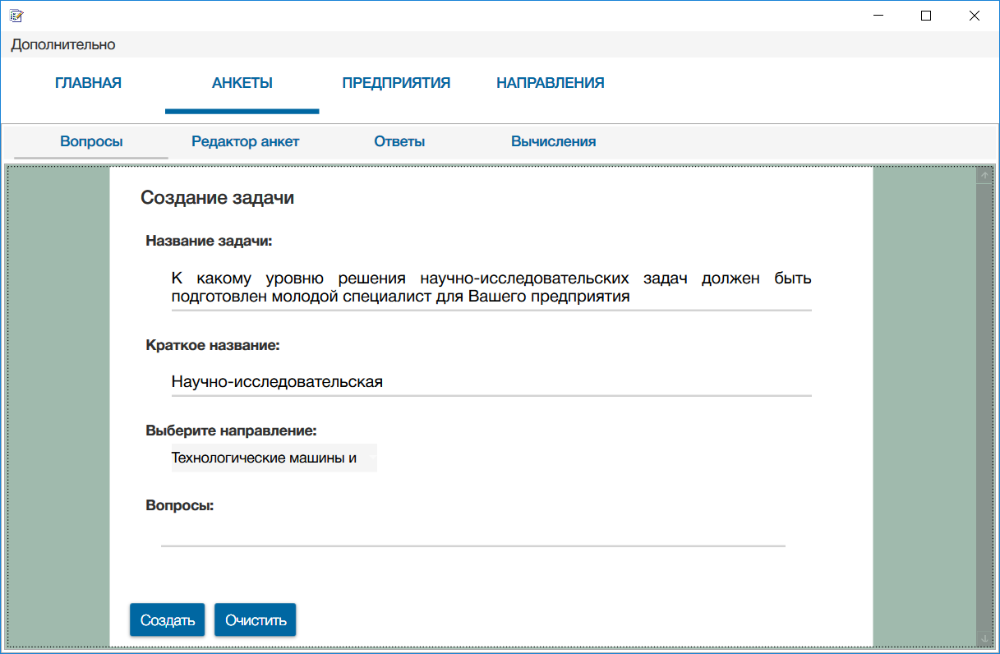 Дополнительно
ГЛАВНАЯ АНКЕТЫ ПРЕДПРИЯТИЯ НАПРАВЛЕНИЯ
Вопросы Редактор анкет Ответы Вычисления
Создание задачи
Название задачи:
К какому уровню решения научно-исследовательских задач должен быть
подготовлен молодой специалист для Вашего предприятия
Краткое название:
Научно-исследовательская
Выберите направление:
Технологические машины и
Вопросы:
Создать Очистить